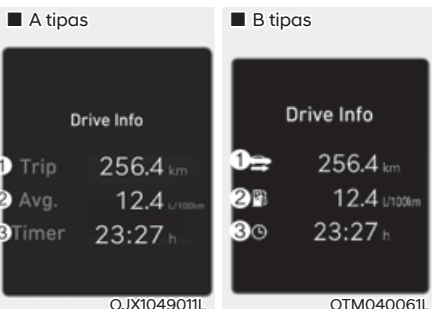 ■ A tipas
Drive Info
1 Trip 256.4 km
2 Avg. 12.4 L/100km
3 Timer 23:27 h
OJX1049011L
■ B tipas
Drive Info
1 256.4 km
2 12.4 L/100km
3 23:27 h
OTM040061L